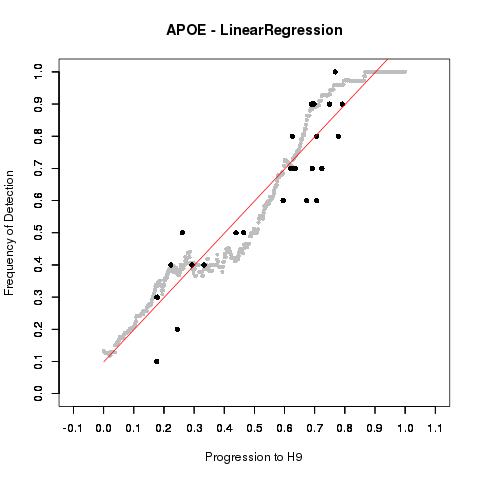 APOE - LinearRegression
Frequency of Detection
1.0
0.9
0.8
0.7
0.6
0.5
0.4
0.3
0.2
0.1
0.0
-0.1 0.0 0.1 0.2 0.3 0.4 0.5 0.6 0.7 0.8 0.9 1.0 1.1
Progression to H9